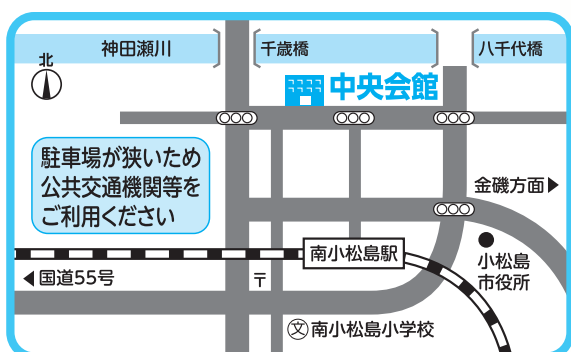 神田瀬川
千歳橋
八千代橋
北
中央会館
駐車場が狭いため
公共交通機関等を
ご利用ください
金磯方面▶
南小松島駅
小松島
市役所
◀国道55号
〒
文南小松島小学校